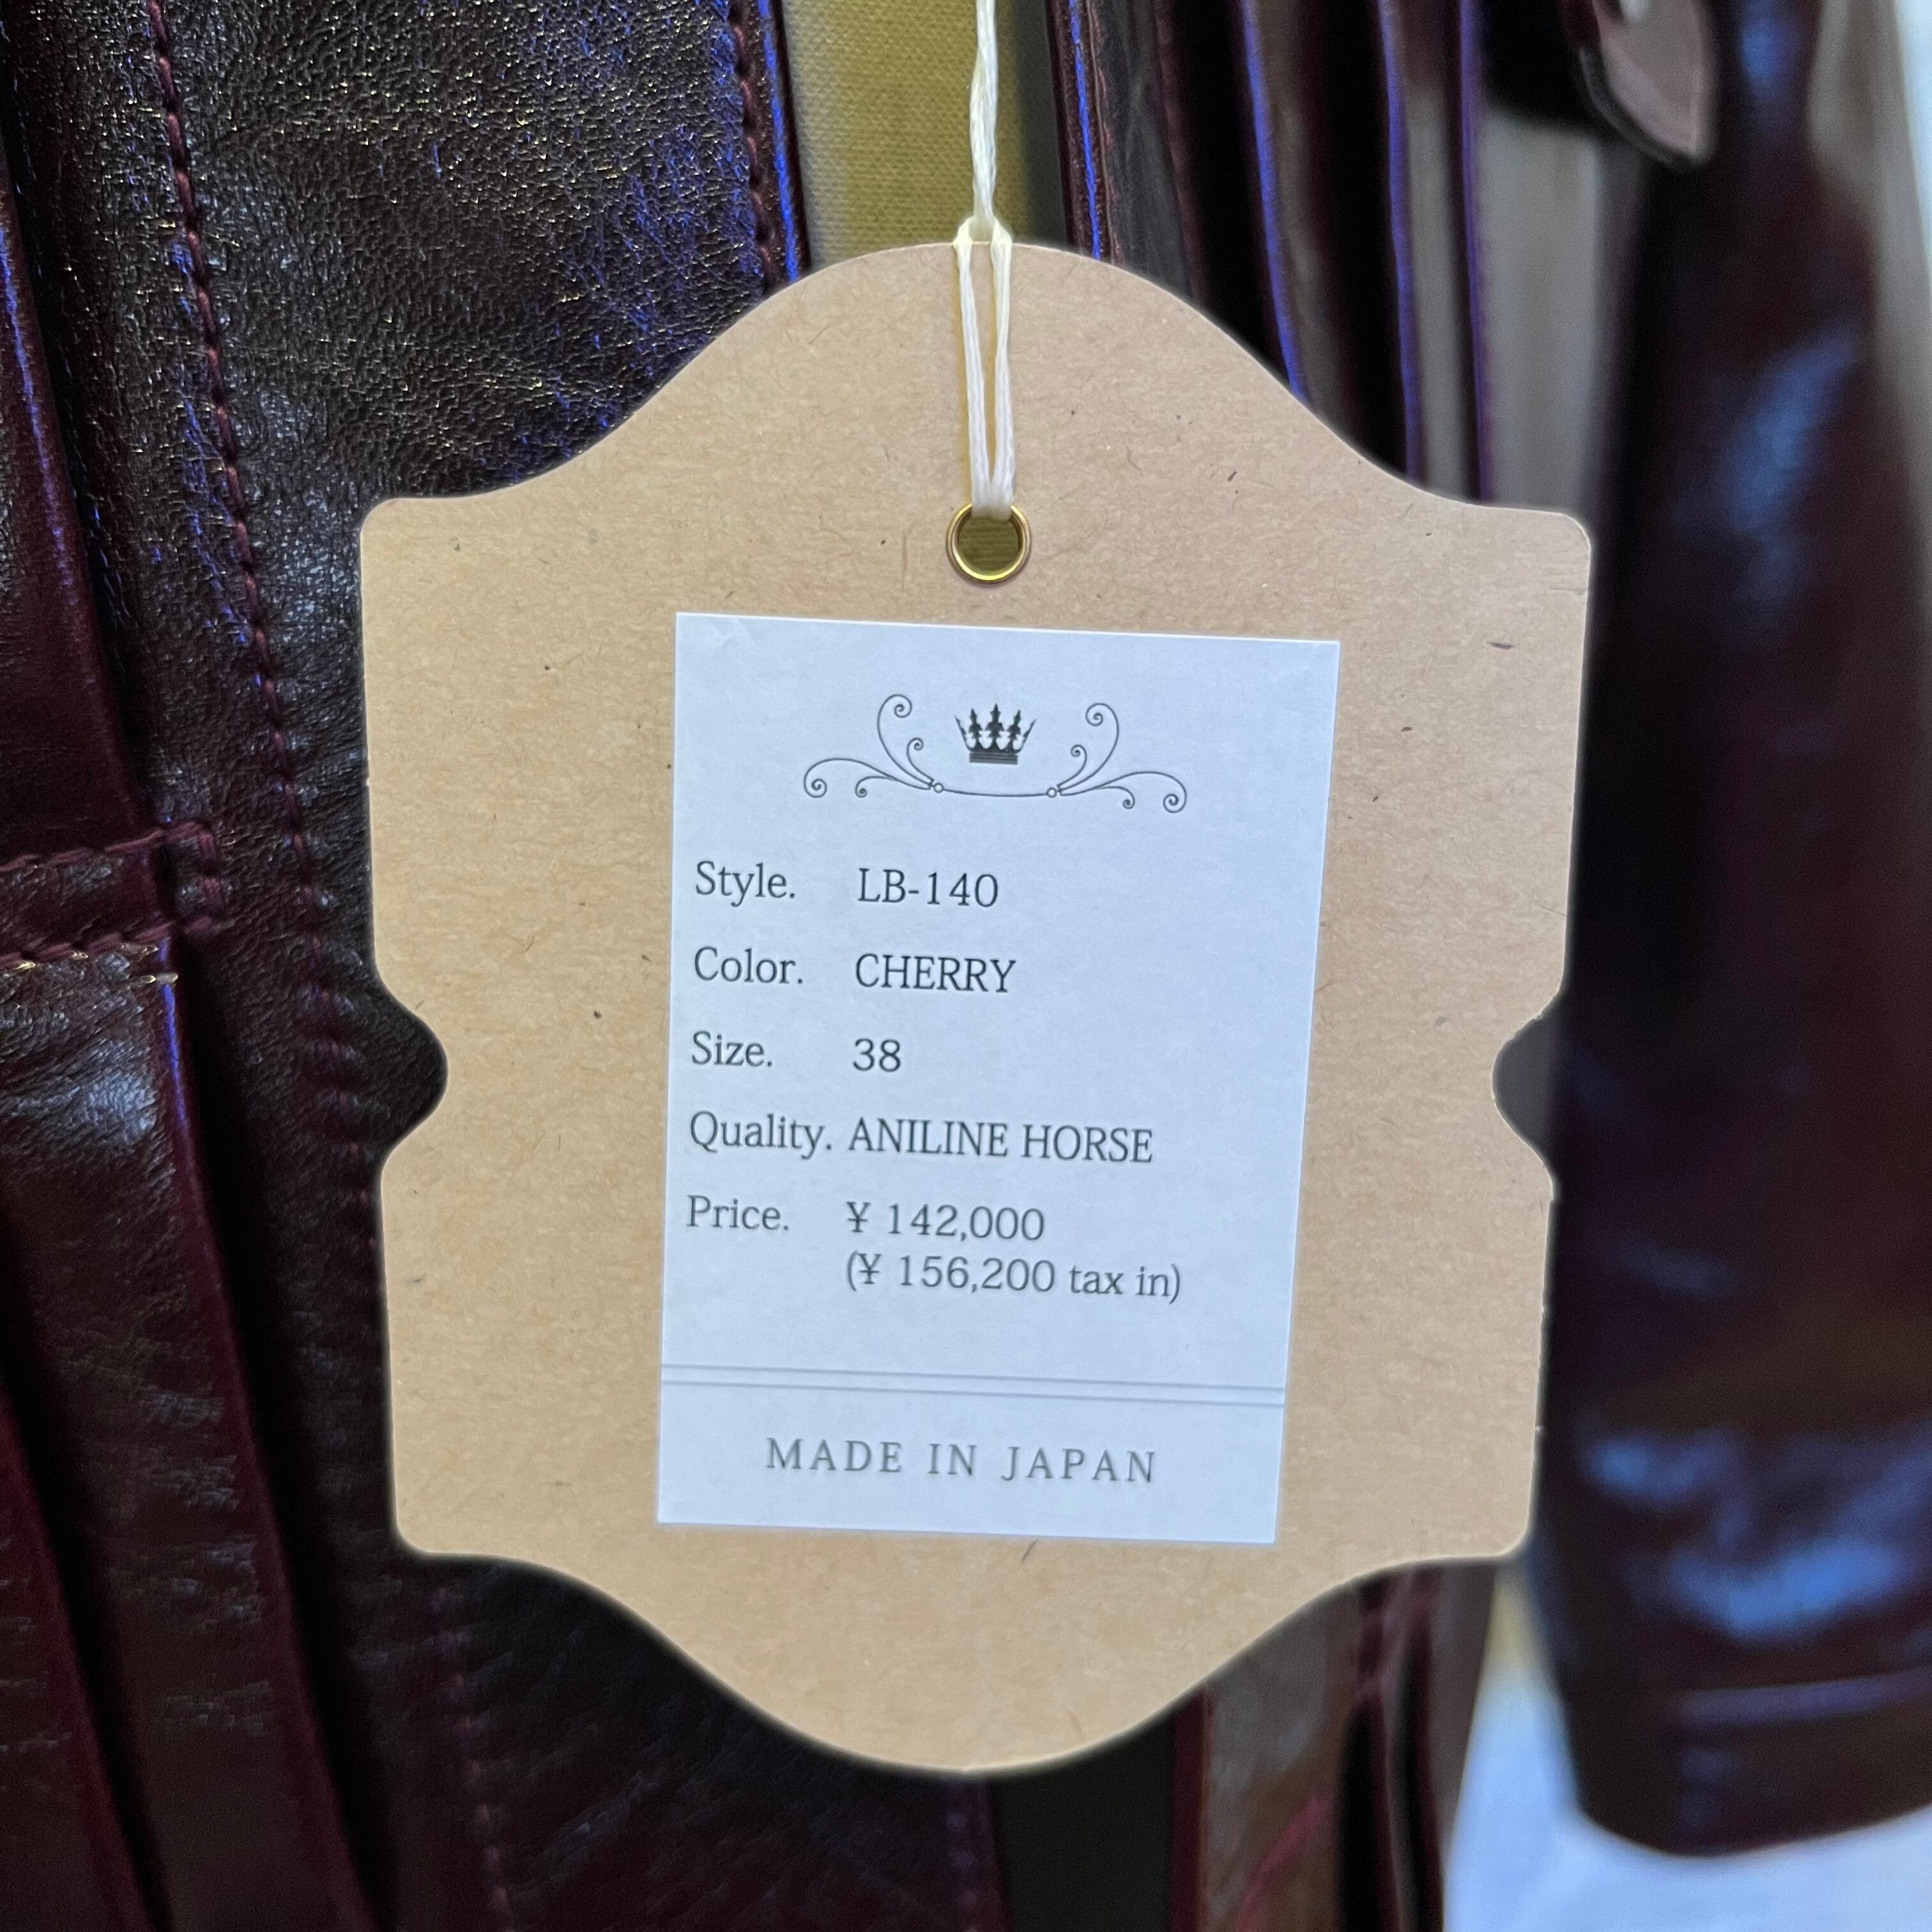 Style. LB-140
Color. CHERRY
Size. 38
Quality. ANILINE HORSE
Price. ¥ 142,000
(¥ 156,200 tax in)
MADE IN JAPAN